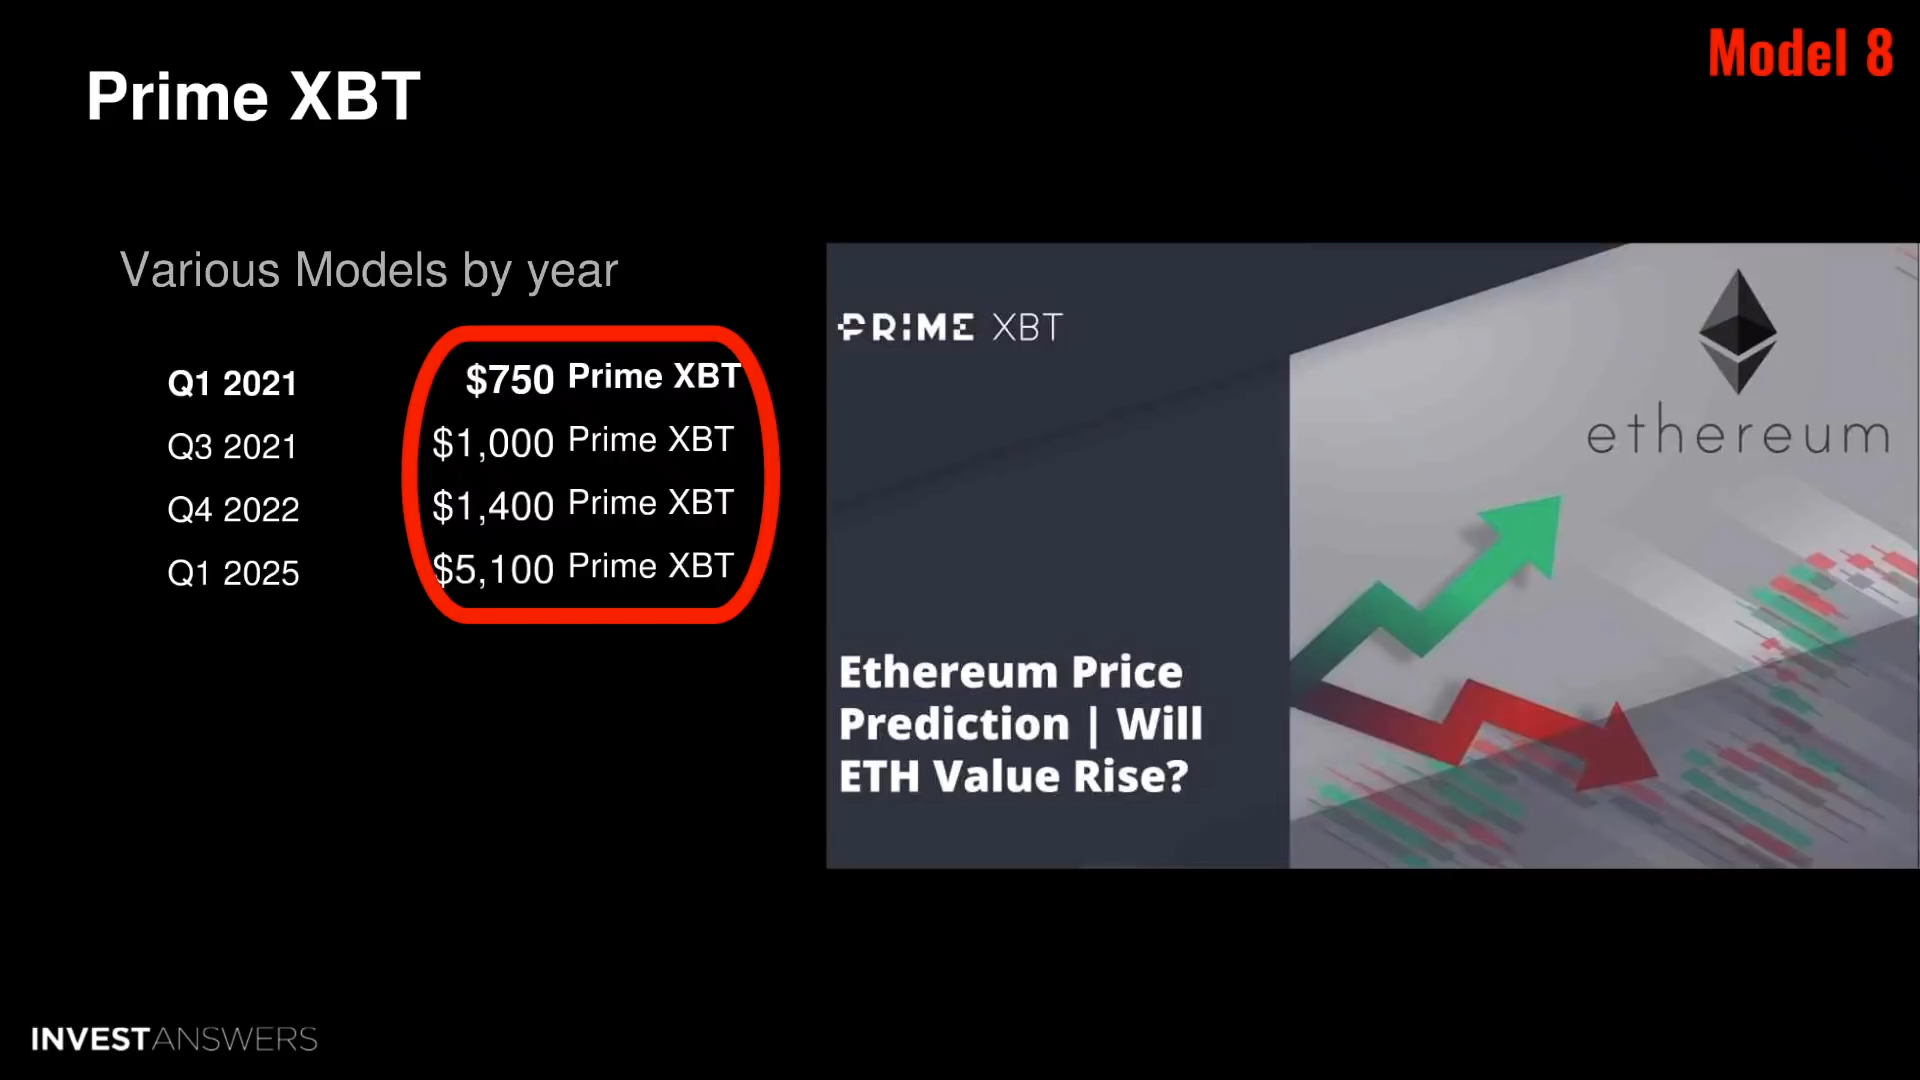 Model 8
Prime XBT
Various Models by year
Q1 2021 $750 Prime XBT
Q3 2021 $1,000 Prime XBT
Q4 2022 $1,400 Prime XBT
Q1 2025 $5,100 Prime XBT
PRIME XBT
ethereum
Ethereum Price
Prediction | Will
ETH Value Rise?
INVESTANSWERS